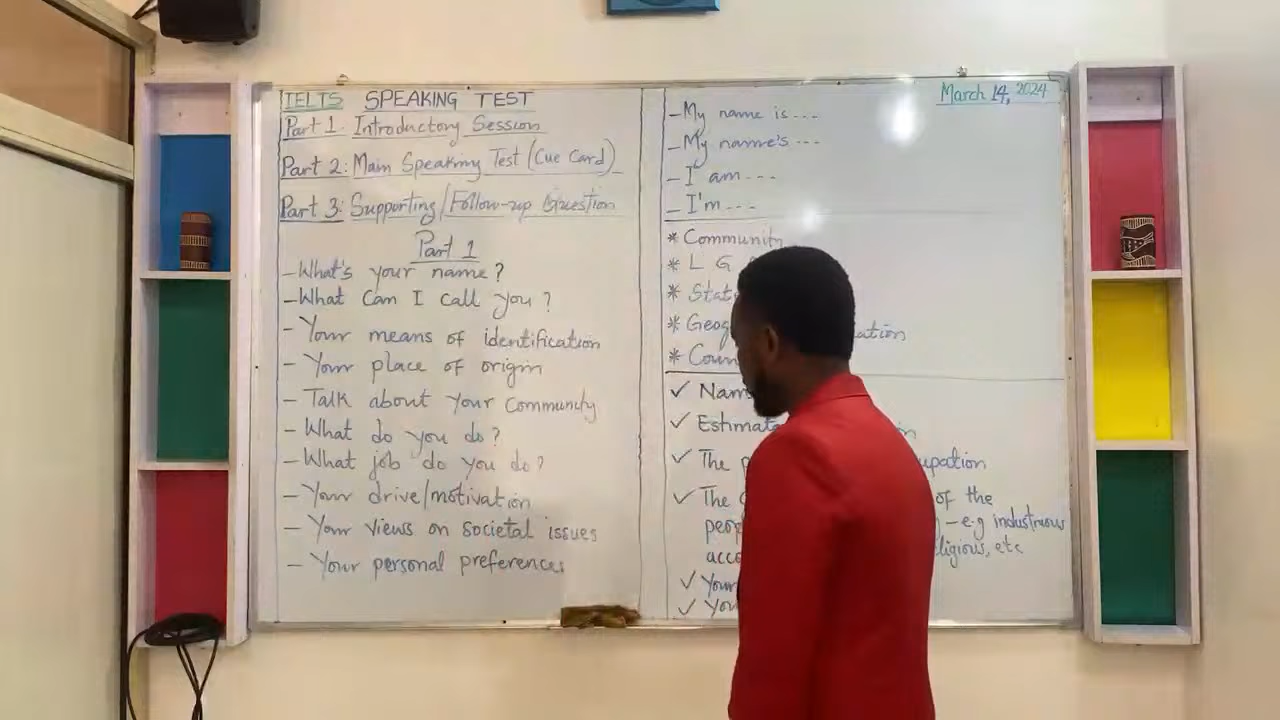 IELTS SPEAKING TEST
Part 1: Introductory Session
Part 2: Main Speaking Test (Cue Card)
Part 3: Supporting/Follow-up Question
Part 1
- What's your name?
- What Can I call you?
- Your means of identification
- Your place of origin
- Talk about your Community
- What do you do?
- What job do you do?
- Your drive/motivation
- Your views on societal issues
- Your personal preferences
March 14, 2024
- My name is ---
- My name's ---
- I am ---
- I'm ---
* Community
* L G
* Stat
* Geog ation
* Coun
✓ Nam
✓ Estimat in
✓ The p upation
✓ The of the
peop - e.g industrious
acco ligious, etc
✓ Your
✓ You